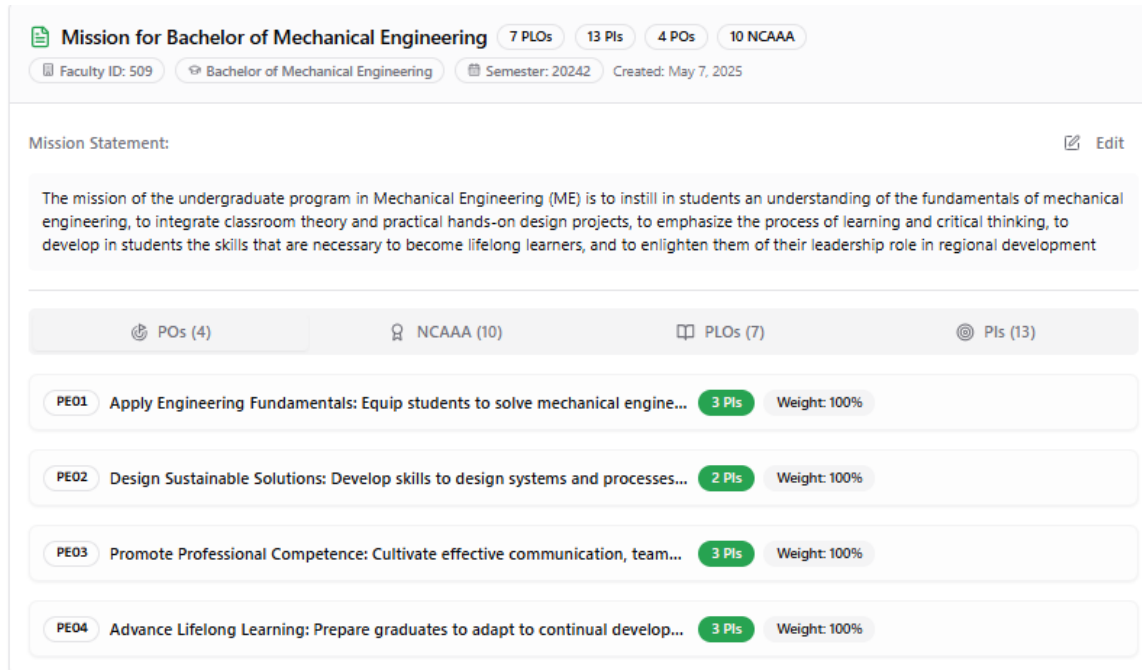 Mission for Bachelor of Mechanical Engineering 7 PLOs 13 PIs 4 POs 10 NCAAA
Faculty ID: 509 Bachelor of Mechanical Engineering Semester: 20242 Created: May 7, 2025
Mission Statement: Edit
The mission of the undergraduate program in Mechanical Engineering (ME) is to instill in students an understanding of the fundamentals of mechanical
engineering, to integrate classroom theory and practical hands-on design projects, to emphasize the process of learning and critical thinking, to
develop in students the skills that are necessary to become lifelong learners, and to enlighten them of their leadership role in regional development
POs (4) NCAAA (10) PLOs (7) PIs (13)
PEO1 Apply Engineering Fundamentals: Equip students to solve mechanical engine... 3 PIs Weight: 100%
PEO2 Design Sustainable Solutions: Develop skills to design systems and processes... 2 PIs Weight: 100%
PEO3 Promote Professional Competence: Cultivate effective communication, team... 3 PIs Weight: 100%
PEO4 Advance Lifelong Learning: Prepare graduates to adapt to continual develop... 3 PIs Weight: 100%